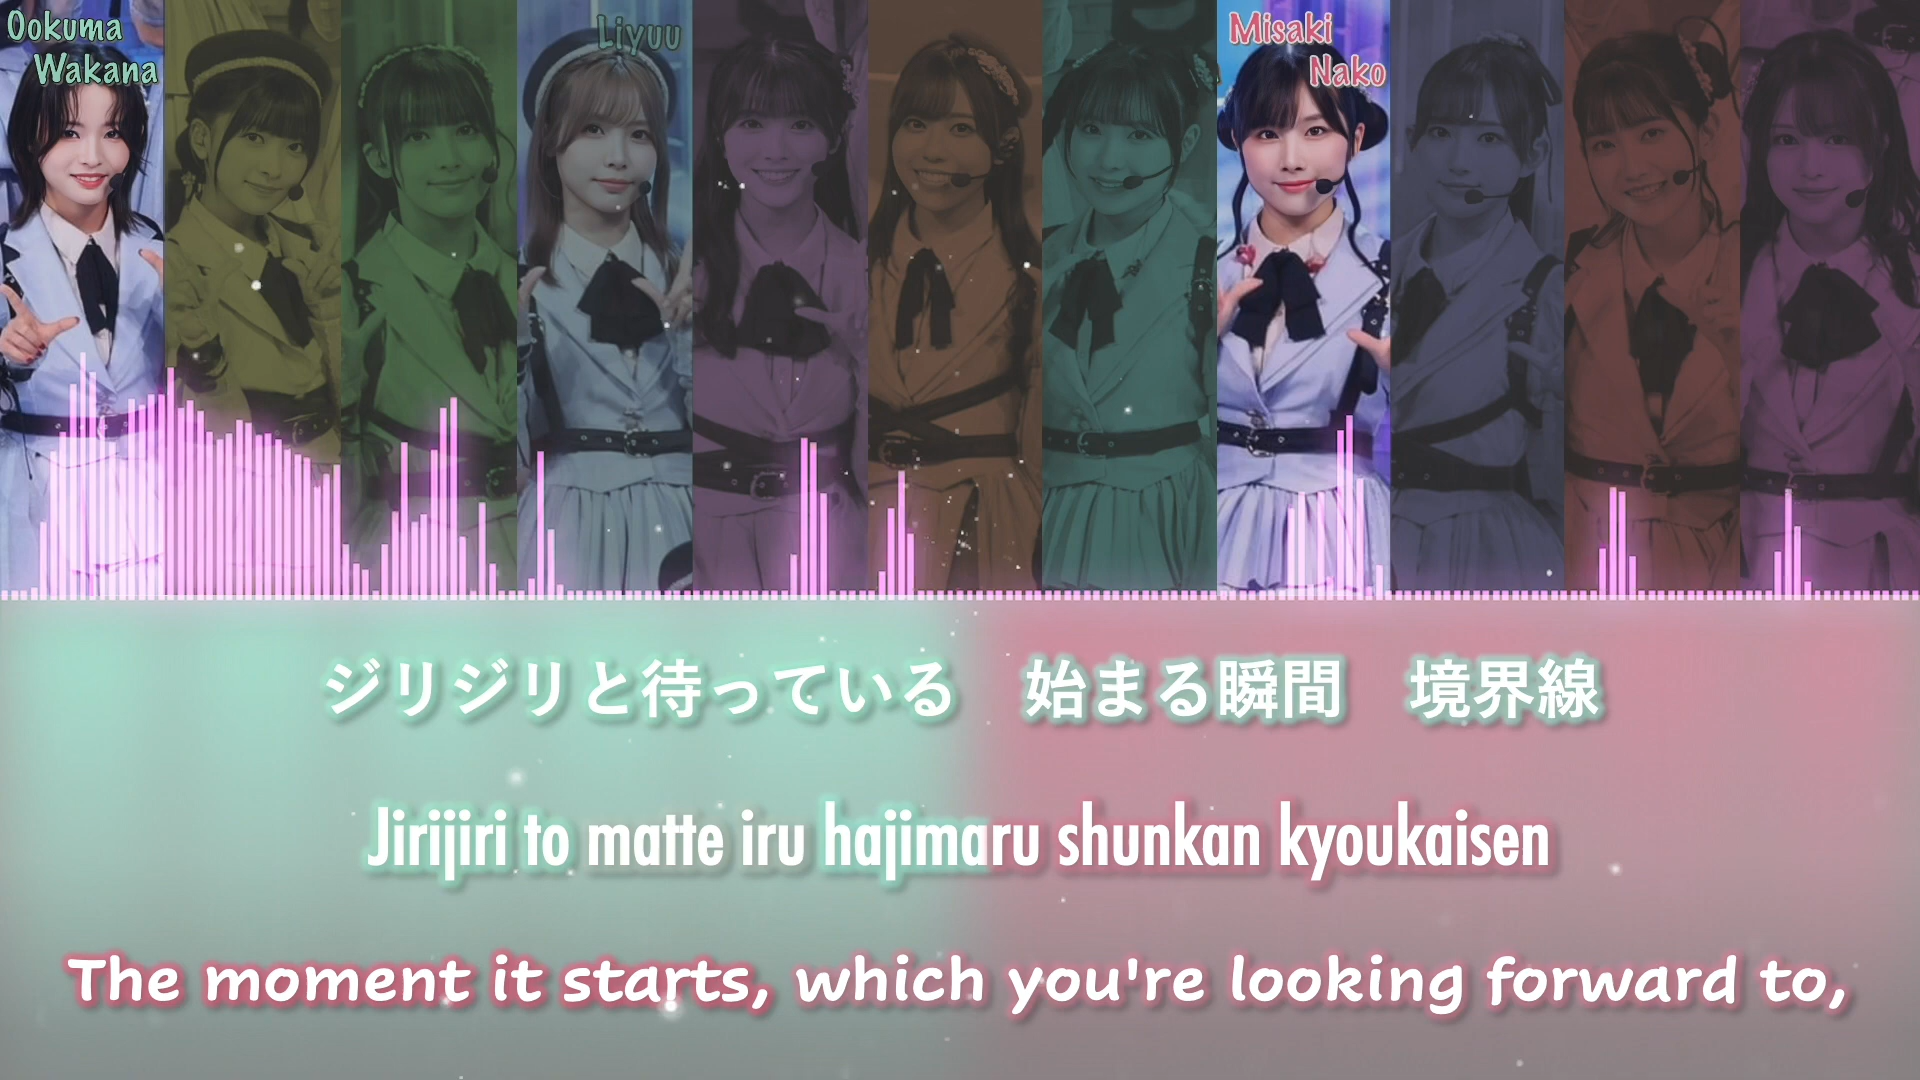 Ookuma
Wakana
Liyuu
Misaki
Nako
ジリジリと待っている　始まる瞬間　境界線
Jirijiri to matte iru hajimaru shunkan kyoukaisen
The moment it starts, which you're looking forward to,